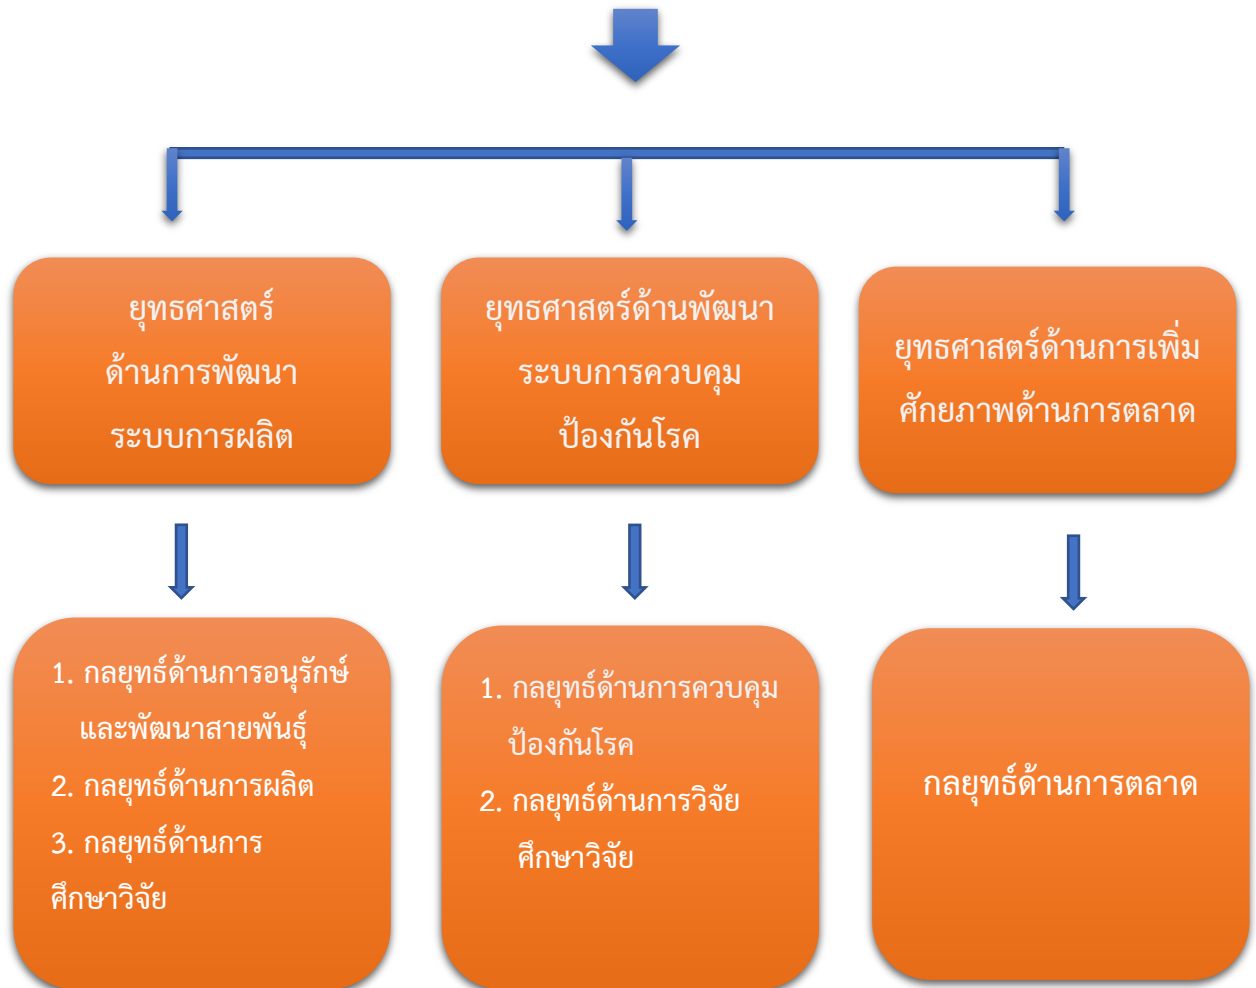 ยุทธศาสตร์
ด้านการพัฒนา
ระบบการผลิต
ยุทธศาสตร์ด้านพัฒนา
ระบบการควบคุม
ป้องกันโรค
ยุทธศาสตร์ด้านการเพิ่ม
ศักยภาพด้านการตลาด
1. กลยุทธ์ด้านการอนุรักษ์
และพัฒนาสายพันธุ์
2. กลยุทธ์ด้านการผลิต
3. กลยุทธ์ด้านการ
ศึกษาวิจัย
1. กลยุทธ์ด้านการควบคุม
ป้องกันโรค
2. กลยุทธ์ด้านการวิจัย
ศึกษาวิจัย
กลยุทธ์ด้านการตลาด